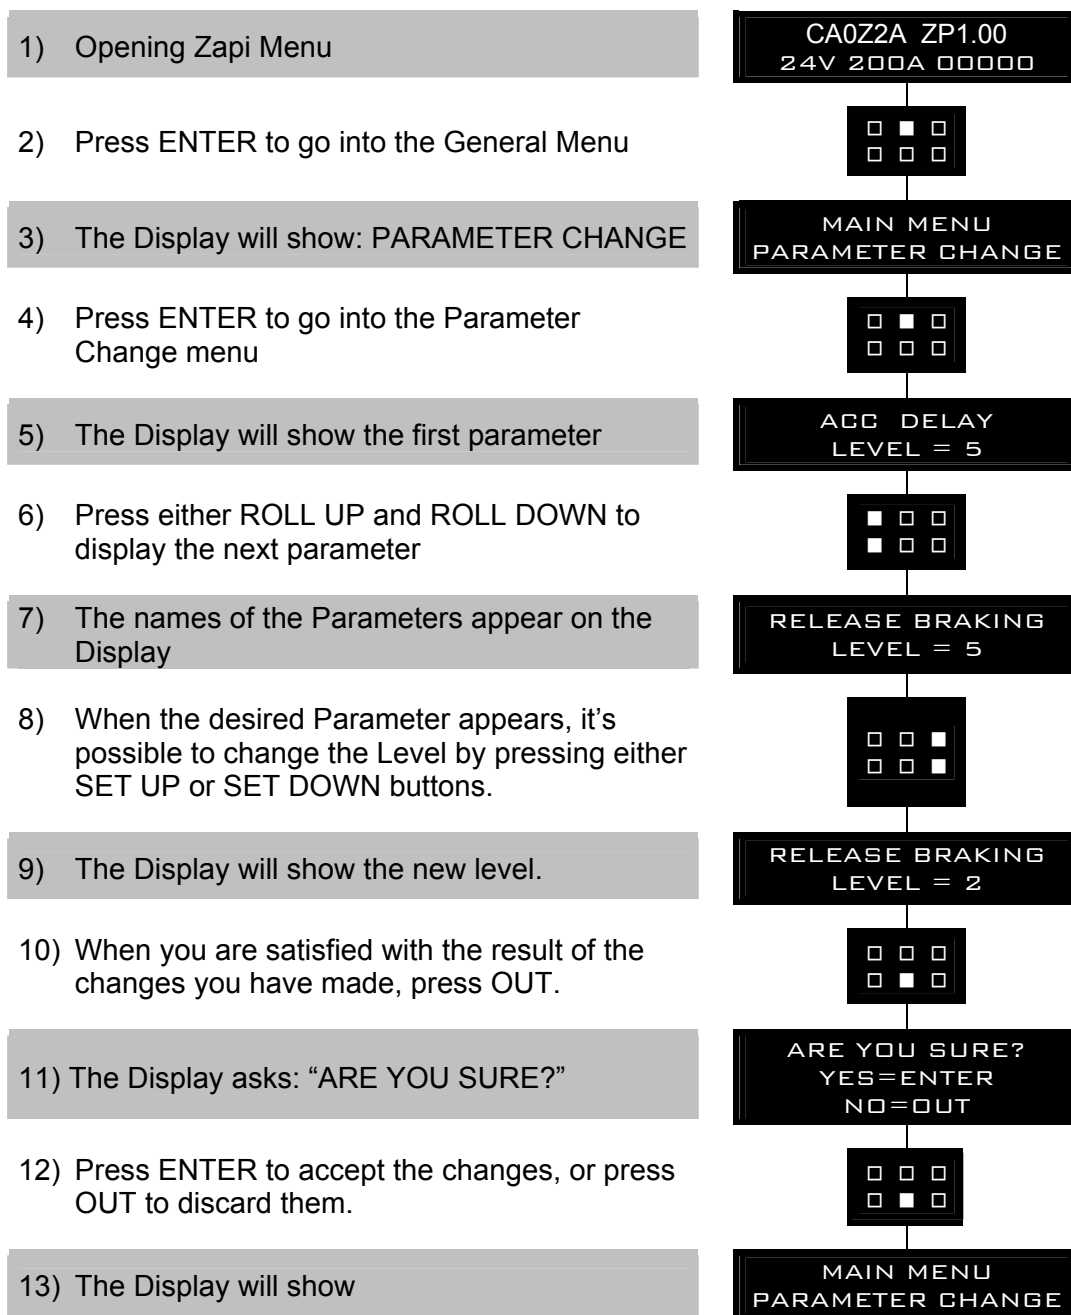 1) Opening Zapi Menu
CA0Z2A ZP1.00
24V 200A 00000
2) Press ENTER to go into the General Menu
3) The Display will show: PARAMETER CHANGE
MAIN MENU
PARAMETER CHANGE
4) Press ENTER to go into the Parameter
Change menu
5) The Display will show the first parameter
ACC DELAY
LEVEL = 5
6) Press either ROLL UP and ROLL DOWN to
display the next parameter
7) The names of the Parameters appear on the
Display
RELEASE BRAKING
LEVEL = 5
8) When the desired Parameter appears, it’s
possible to change the Level by pressing either
SET UP or SET DOWN buttons.
9) The Display will show the new level.
RELEASE BRAKING
LEVEL = 2
10) When you are satisfied with the result of the
changes you have made, press OUT.
11) The Display asks: “ARE YOU SURE?”
ARE YOU SURE?
YES=ENTER
NO=OUT
12) Press ENTER to accept the changes, or press
OUT to discard them.
13) The Display will show
MAIN MENU
PARAMETER CHANGE